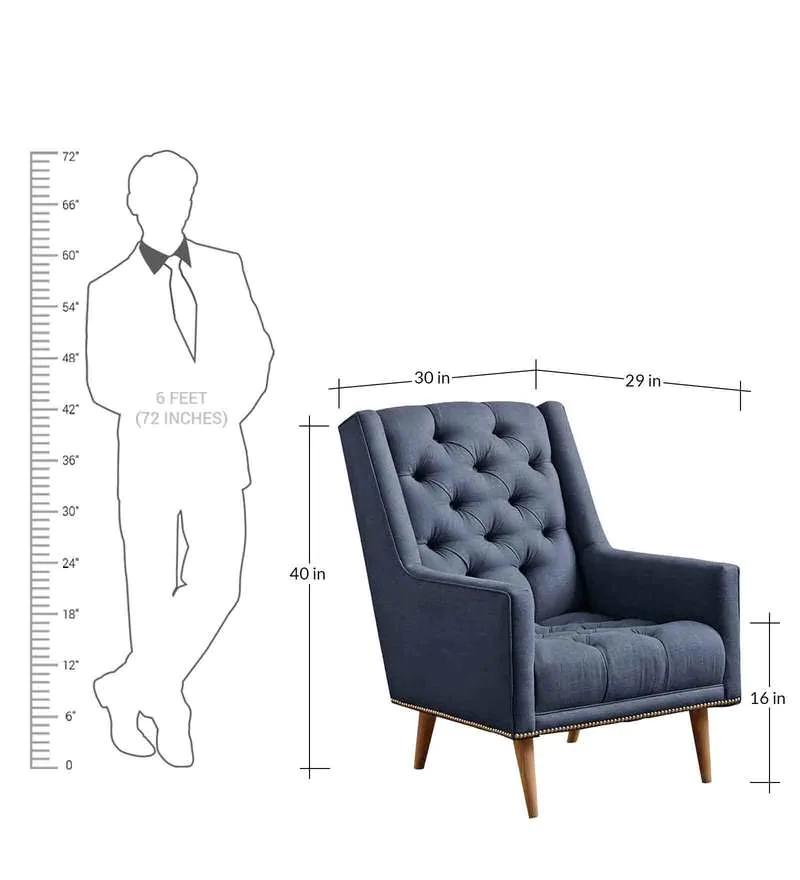 72"
66"
60"
54"
48"
42"
36"
30"
24"
18"
12"
6"
0
6 FEET
(72 INCHES)
30 in
29 in
40 in
16 in